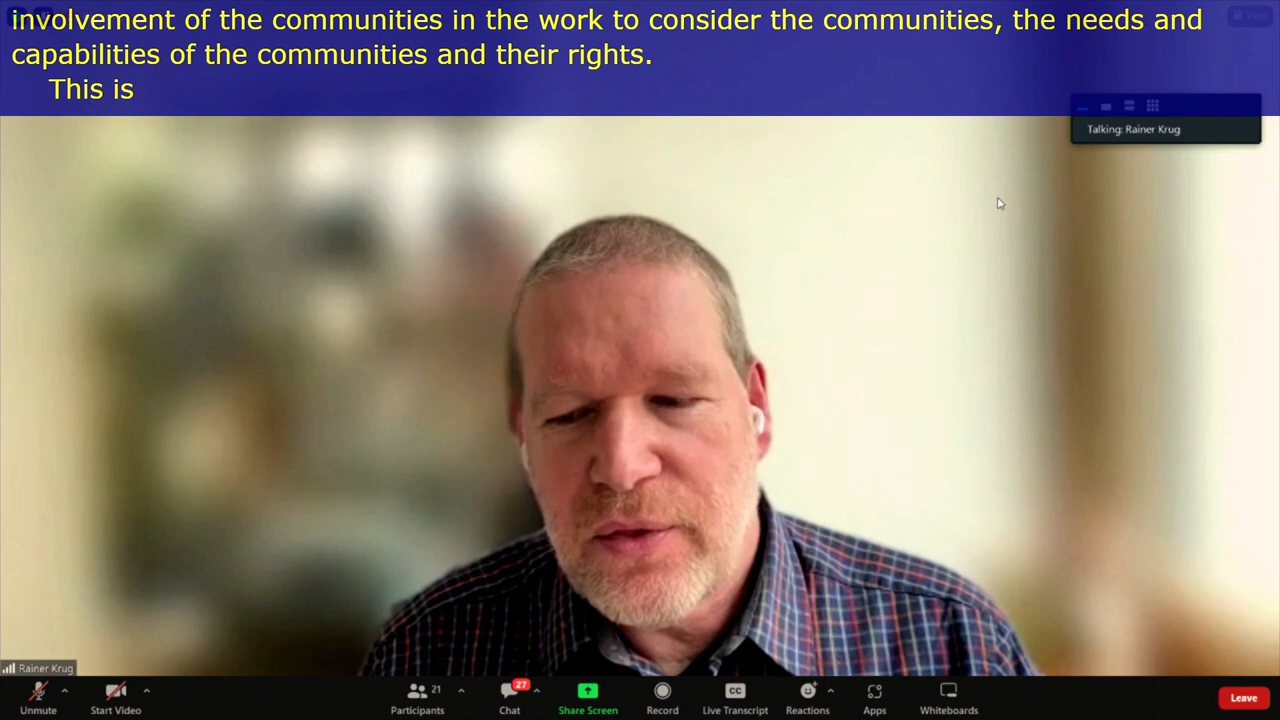 involvement of the communities in the work to consider the communities, the needs and
capabilities of the communities and their rights.
This is
View
Talking: Rainer Krug
Rainer Krug
Unmute
Start Video
21
Participants
27
Chat
Share Screen
Record
CC
Live Transcript
Reactions
Apps
Whiteboards
Leave